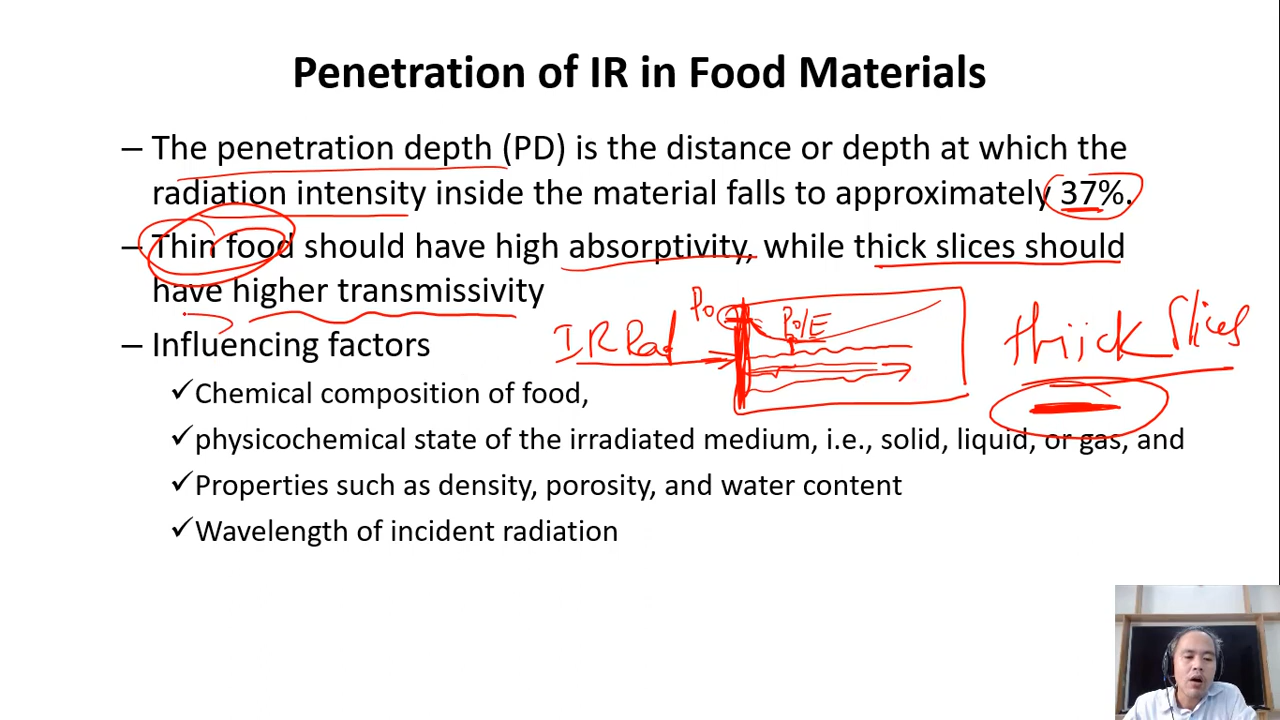 Penetration of IR in Food Materials
– The penetration depth (PD) is the distance or depth at which the
radiation intensity inside the material falls to approximately 37%.
– Thin food should have high absorptivity, while thick slices should
have higher transmissivity
Po
Po/E
IR Rad
thick slices
– Influencing factors
✓Chemical composition of food,
✓physicochemical state of the irradiated medium, i.e., solid, liquid, or gas, and
✓Properties such as density, porosity, and water content
✓Wavelength of incident radiation